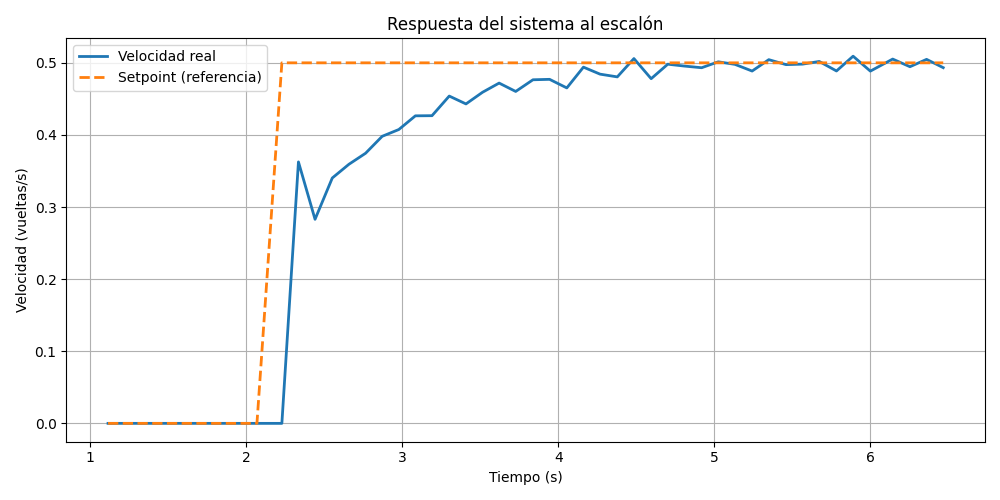 Respuesta del sistema al escalón
Velocidad real
Setpoint (referencia)
Velocidad (vueltas/s)
0.5
0.4
0.3
0.2
0.1
0.0
1 2 3 4 5 6
Tiempo (s)